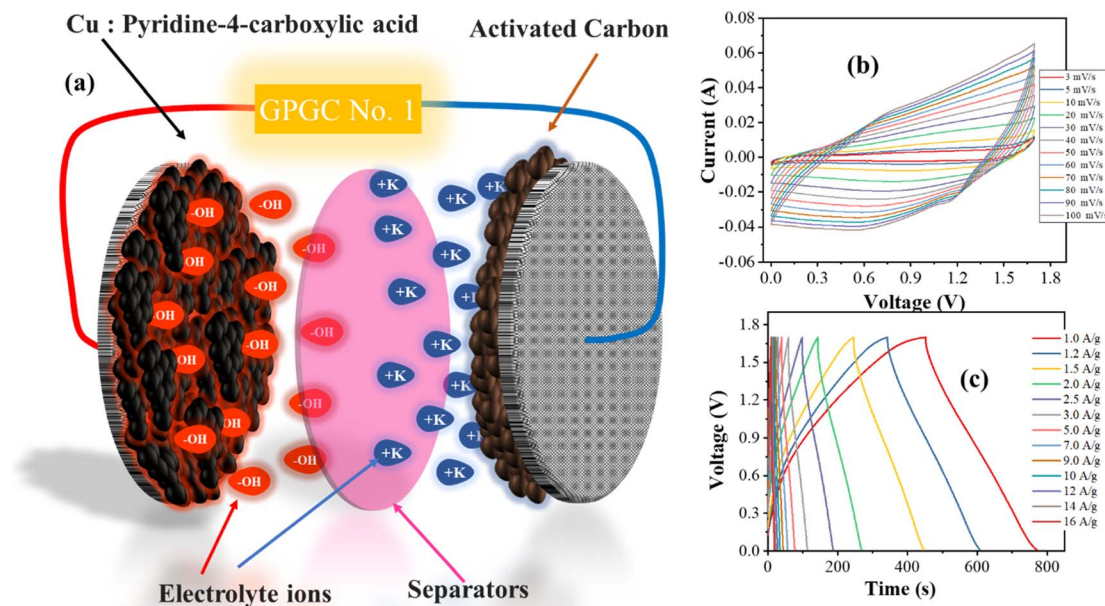 Cu : Pyridine-4-carboxylic acid
Activated Carbon
(a)
GPGC No. 1
+K
+K
+K
-OH
-OH
+K
+K
-OH
-OH
+K
-OH
+K
-OH
-OH
-OH
+K
OH
+K
+K
-OH
-OH
+K
-OH
+K
-OH
+K
-OH
+K
Electrolyte ions
Separators
(b)
Current (A)
0.08
0.06
0.04
0.02
0.00
-0.02
-0.04
-0.06
0.0
0.3
0.6
0.9
1.2
1.5
1.8
Voltage (V)
3 mV/s
5 mV/s
10 mV/s
20 mV/s
30 mV/s
40 mV/s
50 mV/s
60 mV/s
70 mV/s
80 mV/s
90 mV/s
100 mV/s
(c)
Voltage (V)
1.8
1.5
1.2
0.9
0.6
0.3
0.0
0
200
400
600
800
Time (s)
1.0 A/g
1.2 A/g
1.5 A/g
2.0 A/g
2.5 A/g
3.0 A/g
5.0 A/g
7.0 A/g
9.0 A/g
10 A/g
12 A/g
14 A/g
16 A/g